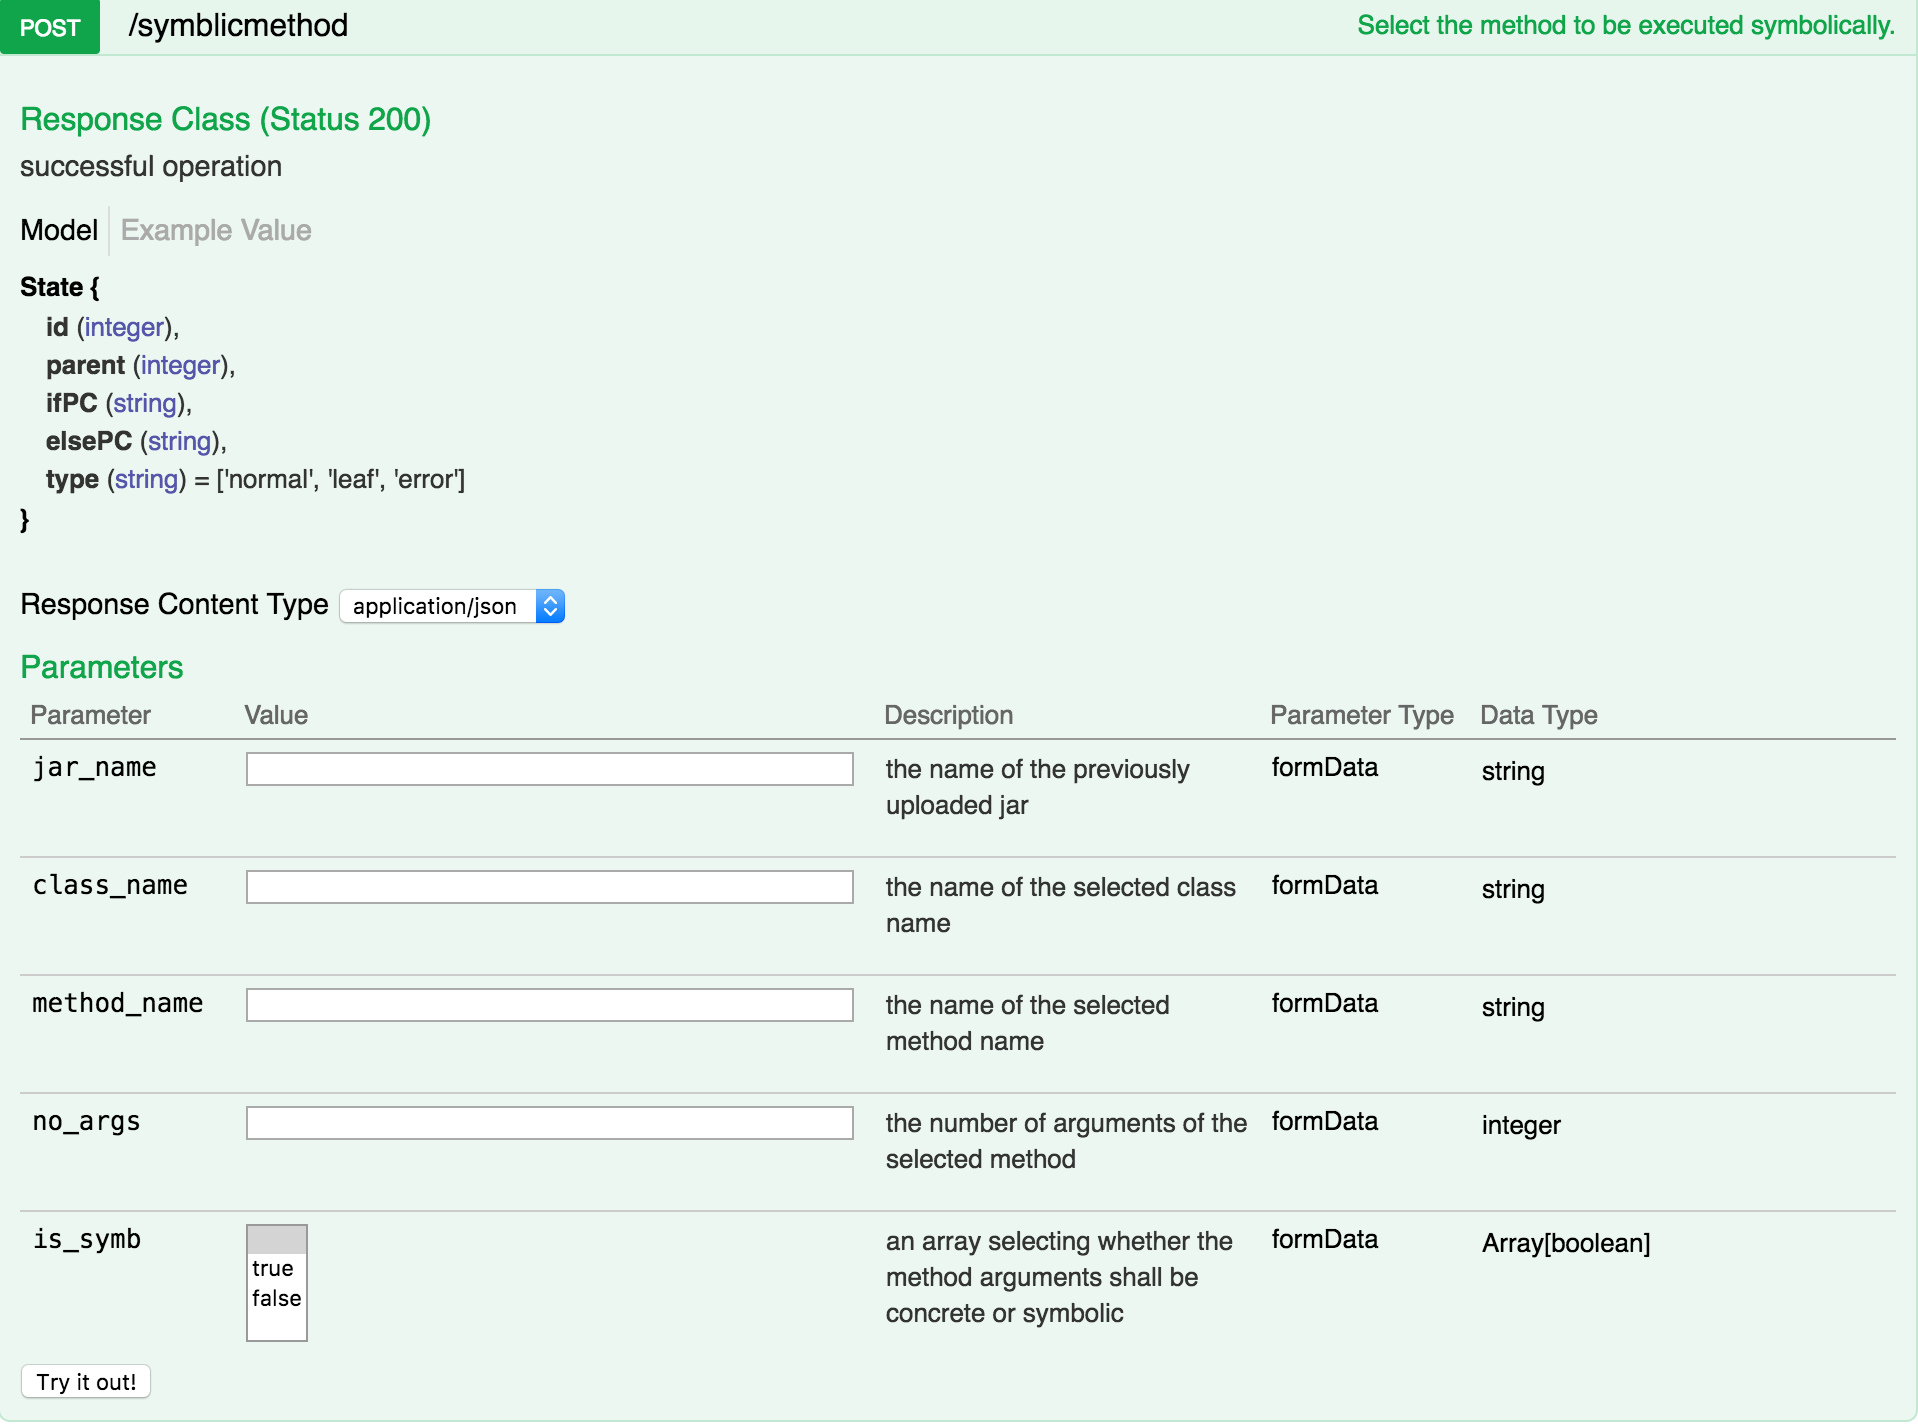 POST /symblicmethod Select the method to be executed symbolically.
Response Class (Status 200)
successful operation
Model Example Value
State {
id (integer),
parent (integer),
ifPC (string),
elsePC (string),
type (string) = ['normal', 'leaf', 'error']
}
Response Content Type application/json
Parameters
Parameter Value Description Parameter Type Data Type
jar_name the name of the previously formData string
uploaded jar
class_name the name of the selected class formData string
name
method_name the name of the selected formData string
method name
no_args the number of arguments of the formData integer
selected method
is_symb an array selecting whether the formData Array[boolean]
true method arguments shall be
false concrete or symbolic
Try it out!